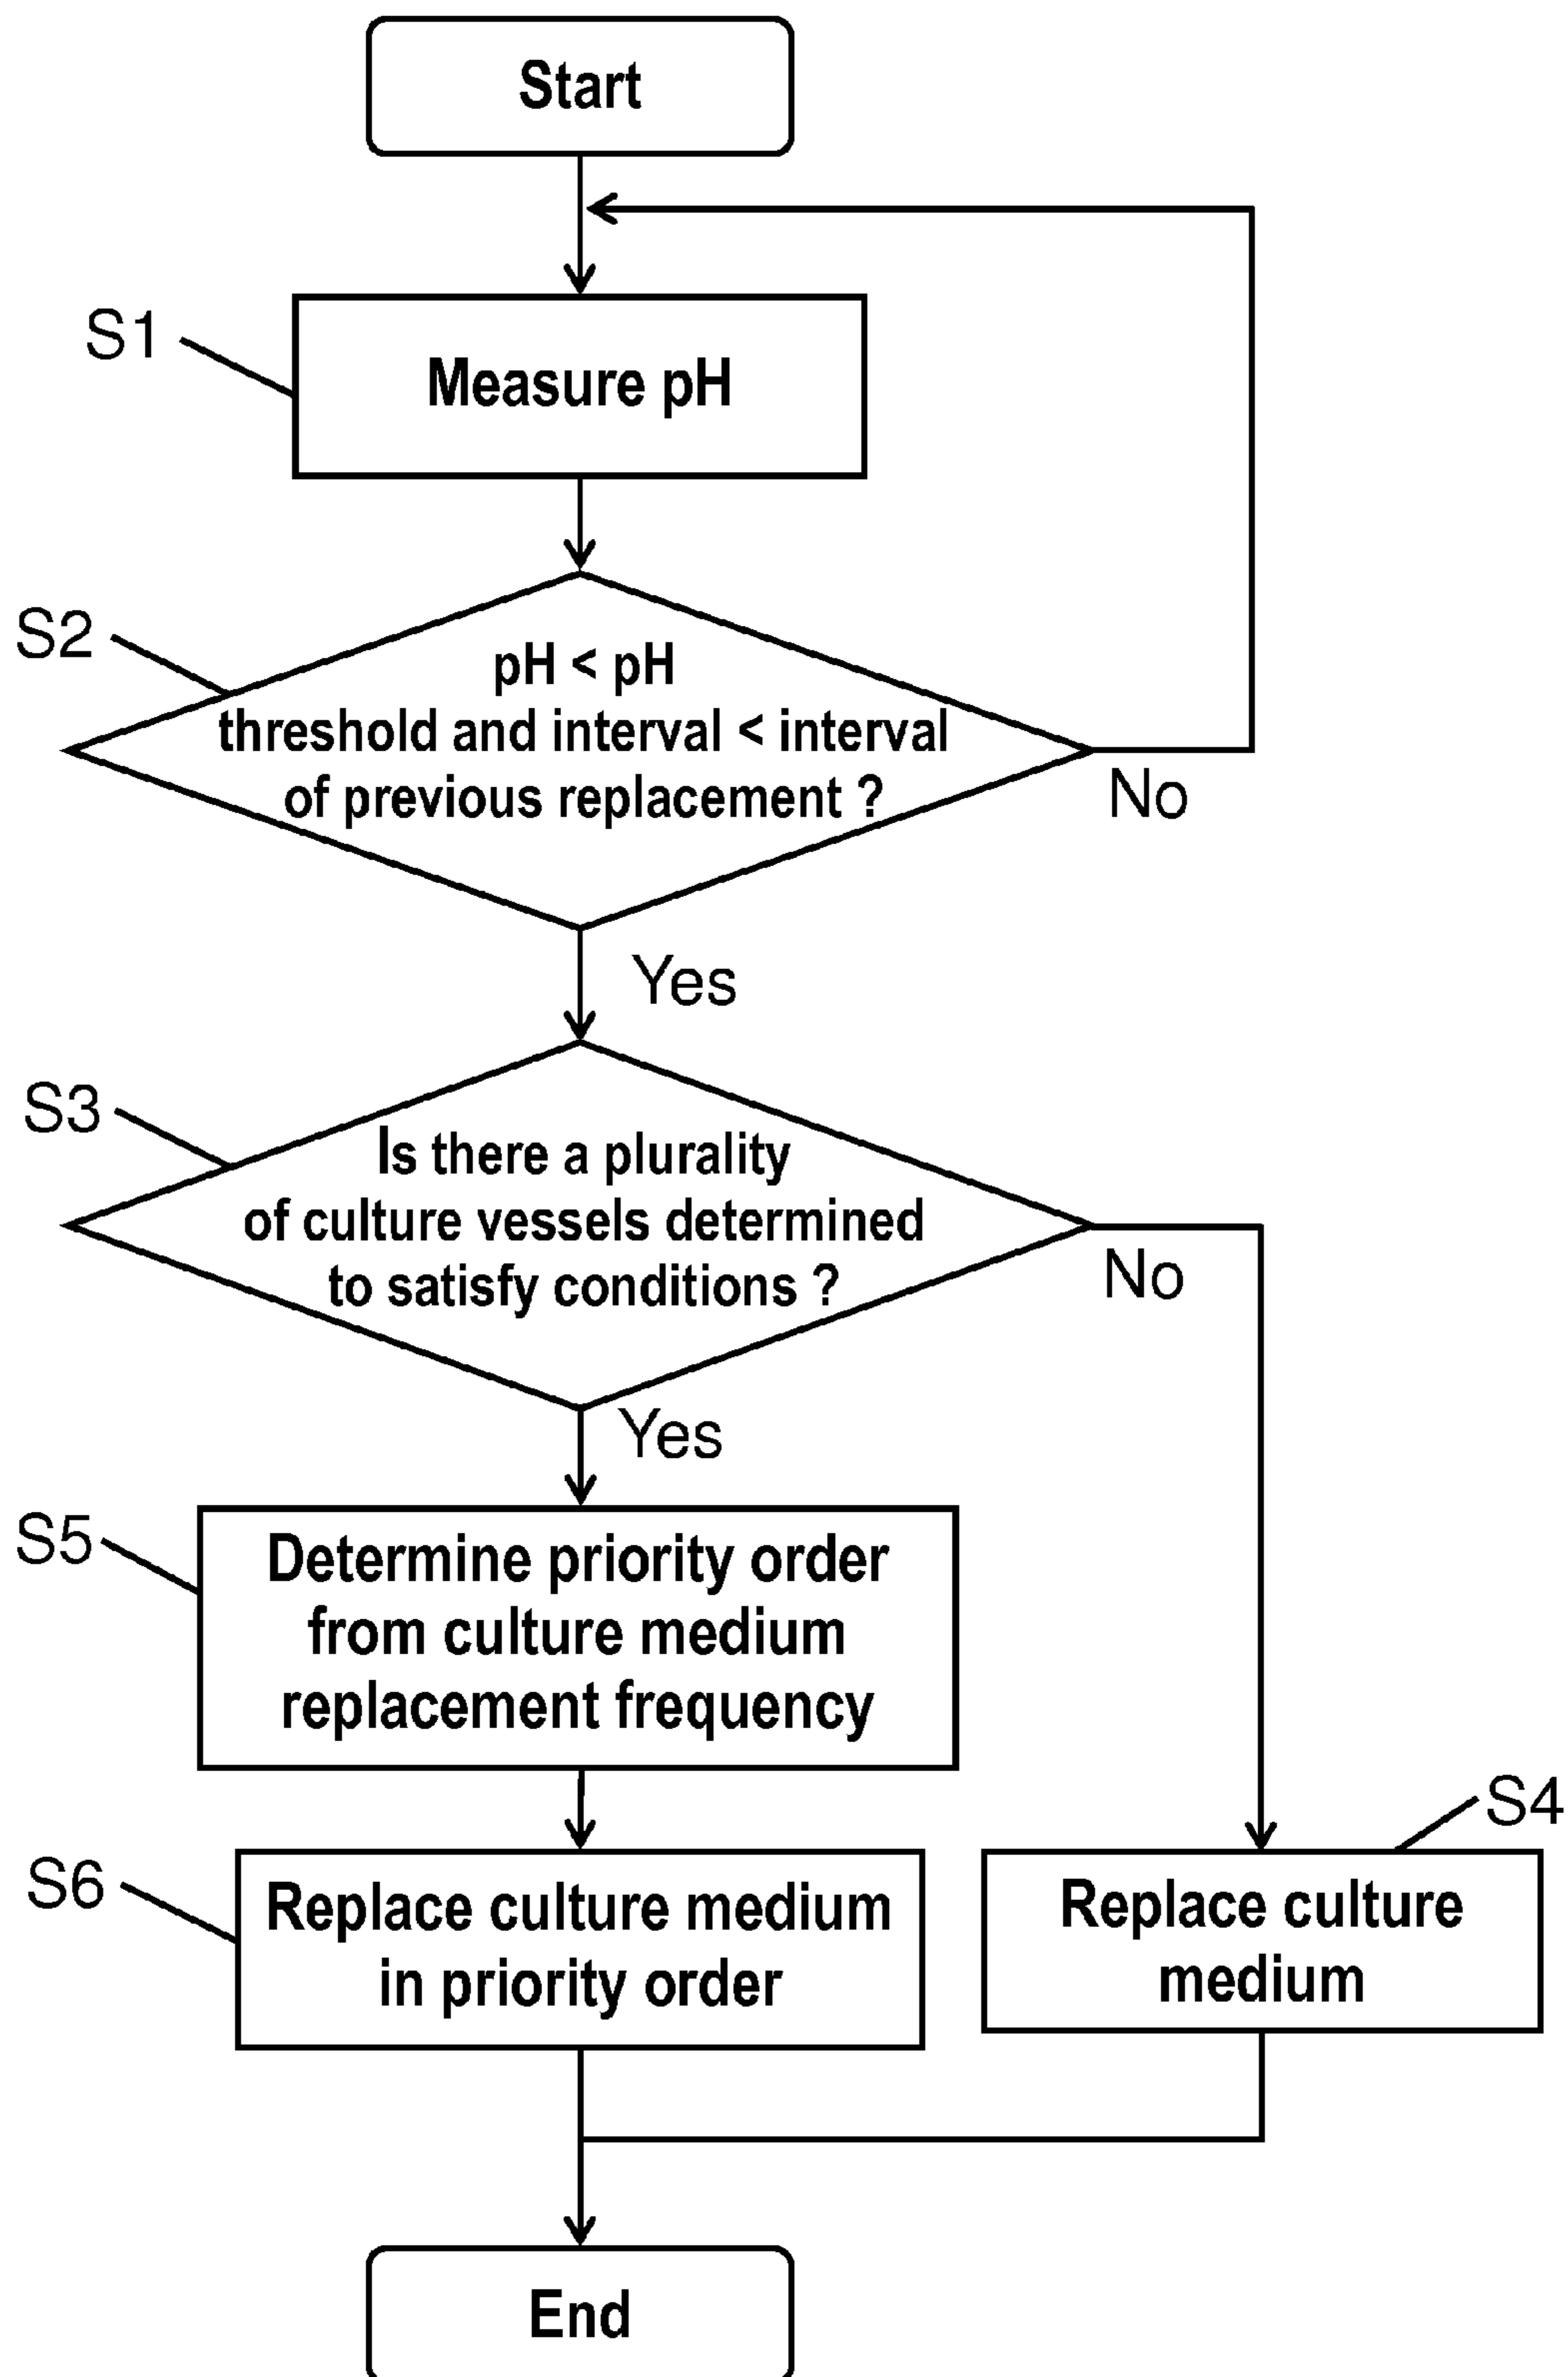 Start
S1
Measure pH
S2
pH < pH
threshold and interval < interval
of previous replacement ?
No
Yes
S3
Is there a plurality
of culture vessels determined
to satisfy conditions ?
No
Yes
S5
Determine priority order
from culture medium
replacement frequency
S4
S6
Replace culture medium
in priority order
Replace culture
medium
End